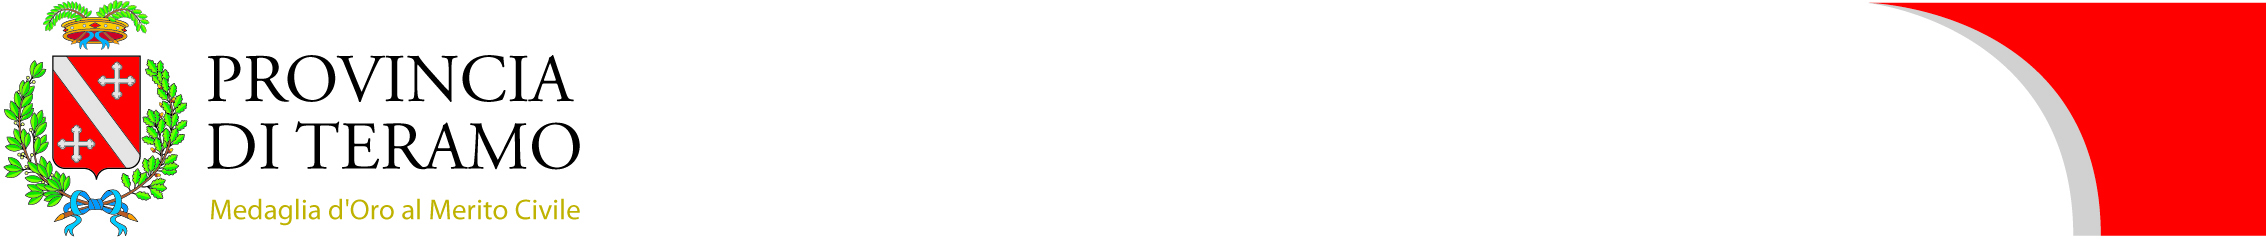 PROVINCIA
DI TERAMO
Medaglia d'Oro al Merito Civile